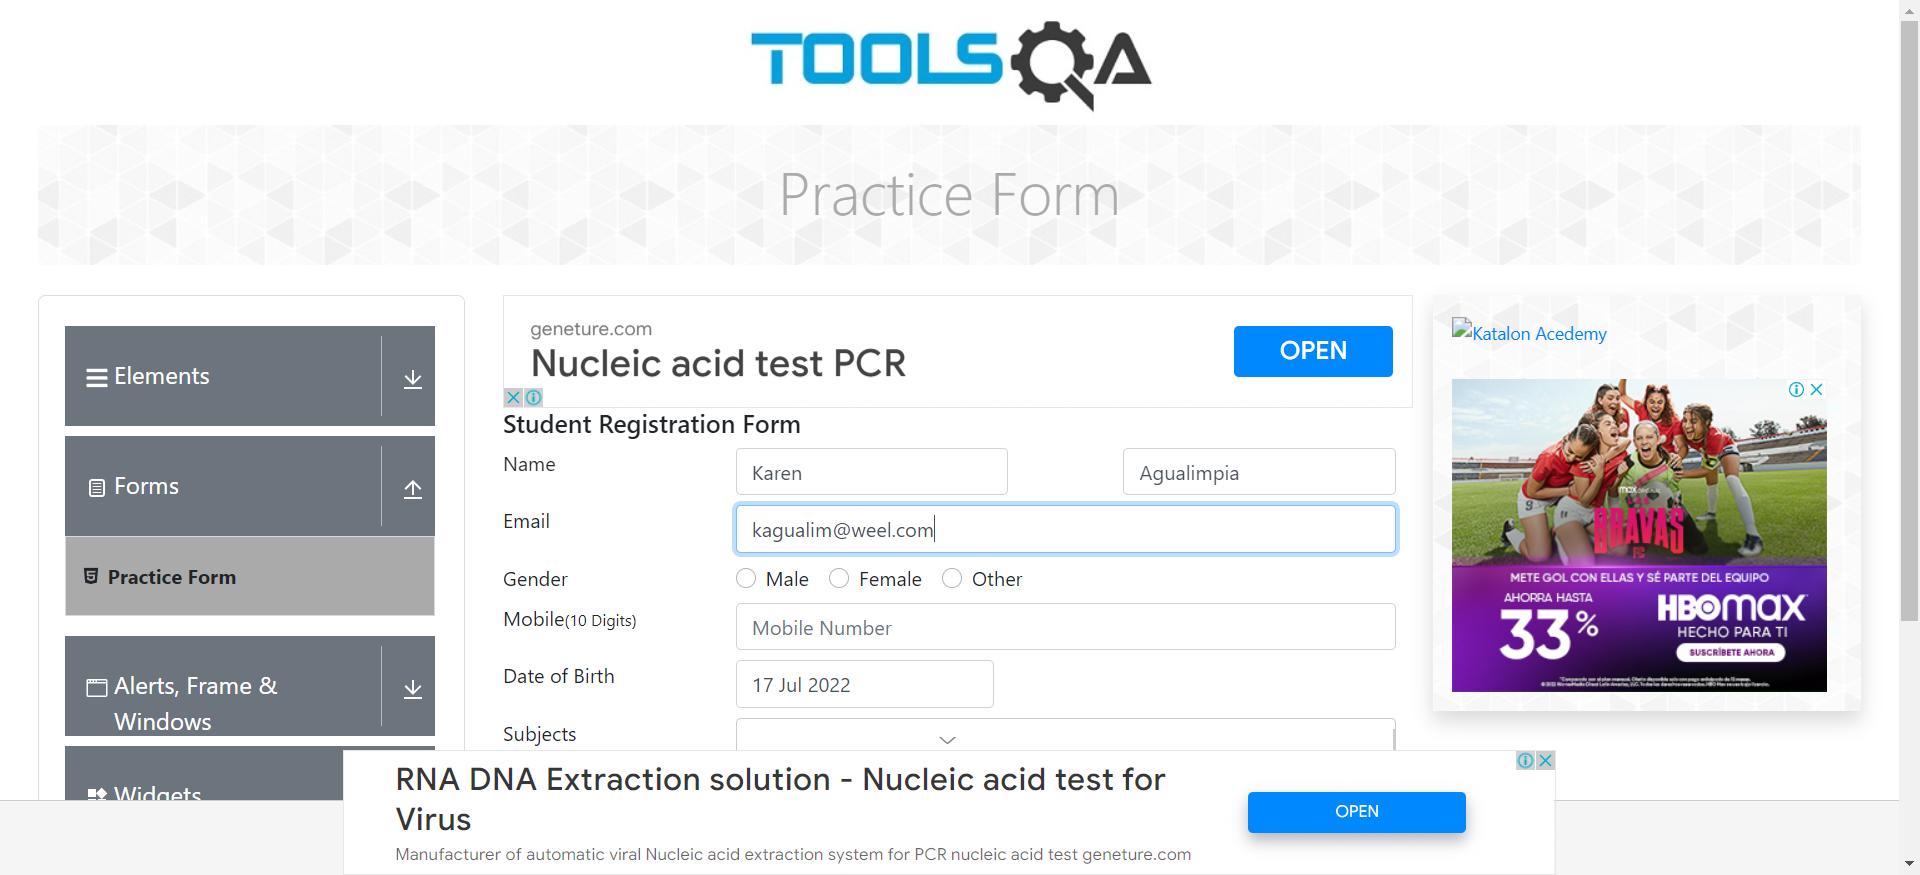 TOOLSQA
Practice Form
Elements
Forms
Practice Form
Alerts, Frame &
Windows
Widgets
geneture.com
Nucleic acid test PCR
OPEN
Student Registration Form
Name
Karen
Agualimpia
Email
kagualim@weel.com
Gender
Male
Female
Other
Mobile(10 Digits)
Mobile Number
Date of Birth
17 Jul 2022
Subjects
Katalon Acedemy
BRAVAS
FC
METE GOL CON ELLAS Y SÉ PARTE DEL EQUIPO
AHORRA HASTA
33%
HBOMAX
HECHO PARA TI
SUSCRÍBETE AHORA
RNA DNA Extraction solution - Nucleic acid test for
Virus
Manufacturer of automatic viral Nucleic acid extraction system for PCR nucleic acid test geneture.com
OPEN